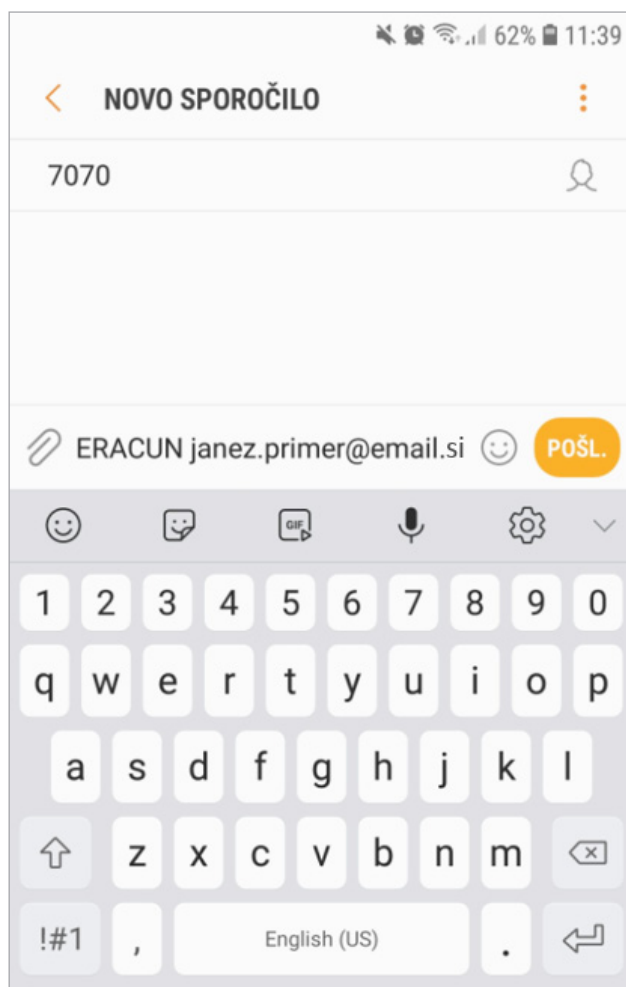 62% 11:39
NOVO SPOROČILO
7070
ERACUN janez.primer@email.si POŠL.
GIF
1 2 3 4 5 6 7 8 9 0
q w e r t y u i o p
a s d f g h j k l
z x c v b n m
!#1 , English (US) .